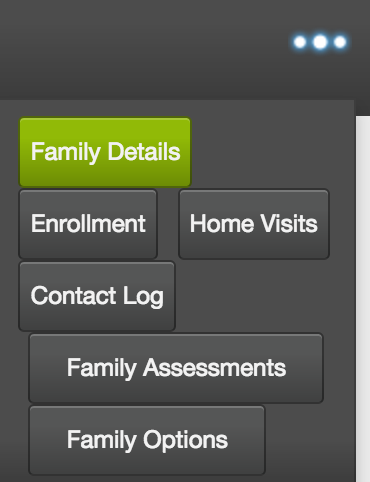 Family Details
Enrollment Home Visits
Contact Log
Family Assessments
Family Options